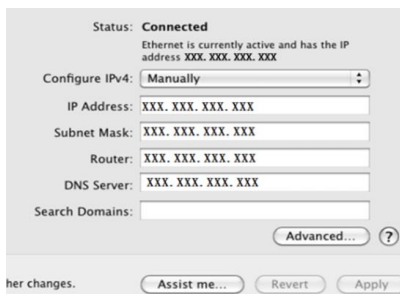 Status: Connected
Ethernet is currently active and has the IP
address XXX. XXX. XXX. XXX
Configure IPv4: Manually
IP Address: XXX. XXX. XXX. XXX
Subnet Mask: XXX. XXX. XXX. XXX
Router: XXX. XXX. XXX. XXX
DNS Server: XXX. XXX. XXX. XXX
Search Domains:
Advanced... ?
her changes. Assist me... Revert Apply